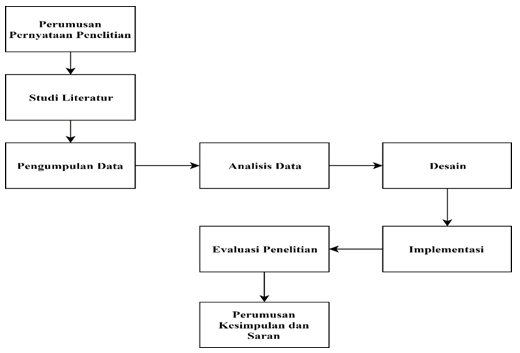 Perumusan
Pernyataan Penelitian
Studi Literatur
Pengumpulan Data
Analisis Data
Desain
Evaluasi Penelitian
Implementasi
Perumusan
Kesimpulan dan
Saran